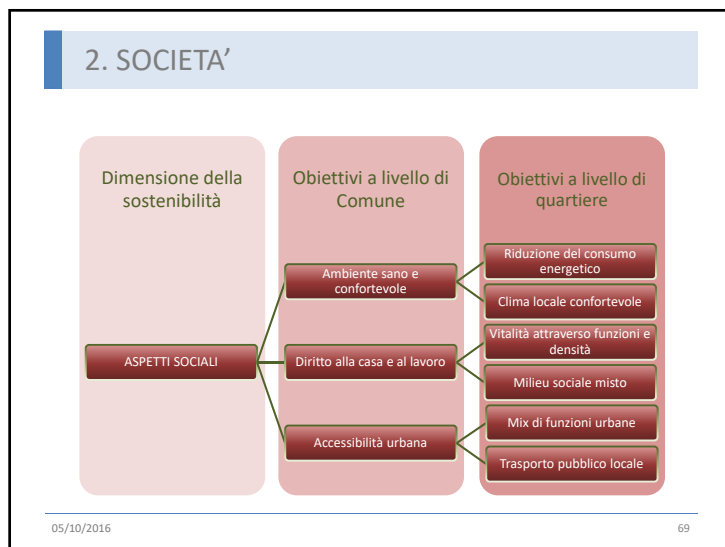 2. SOCIETA’
Dimensione della
sostenibilità
Obiettivi a livello di
Comune
Obiettivi a livello di
quartiere
ASPETTI SOCIALI
Ambiente sano e
confortevole
Riduzione del consumo
energetico
Clima locale confortevole
Diritto alla casa e al lavoro
Vitalità attraverso funzioni e
densità
Milieu sociale misto
Accessibilità urbana
Mix di funzioni urbane
Trasporto pubblico locale
05/10/2016
69